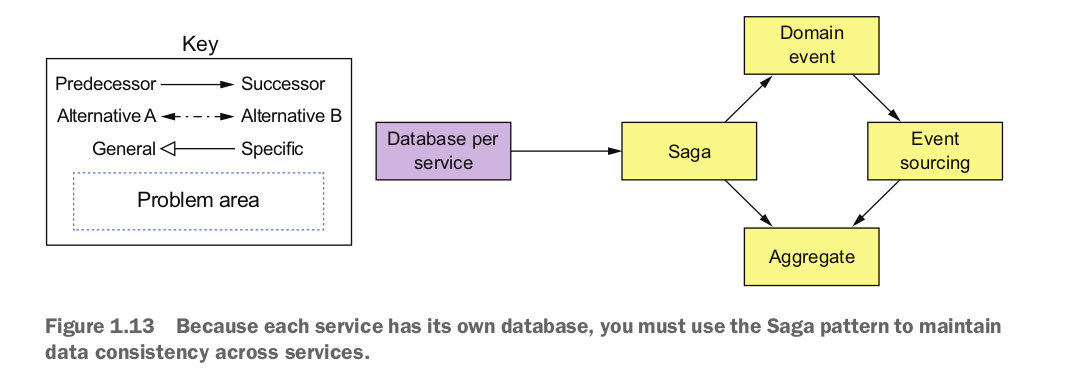 Key
Predecessor
Successor
Alternative A
Alternative B
General
Specific
Problem area
Database per
service
Saga
Domain
event
Event
sourcing
Aggregate
Figure 1.13 Because each service has its own database, you must use the Saga pattern to maintain
data consistency across services.